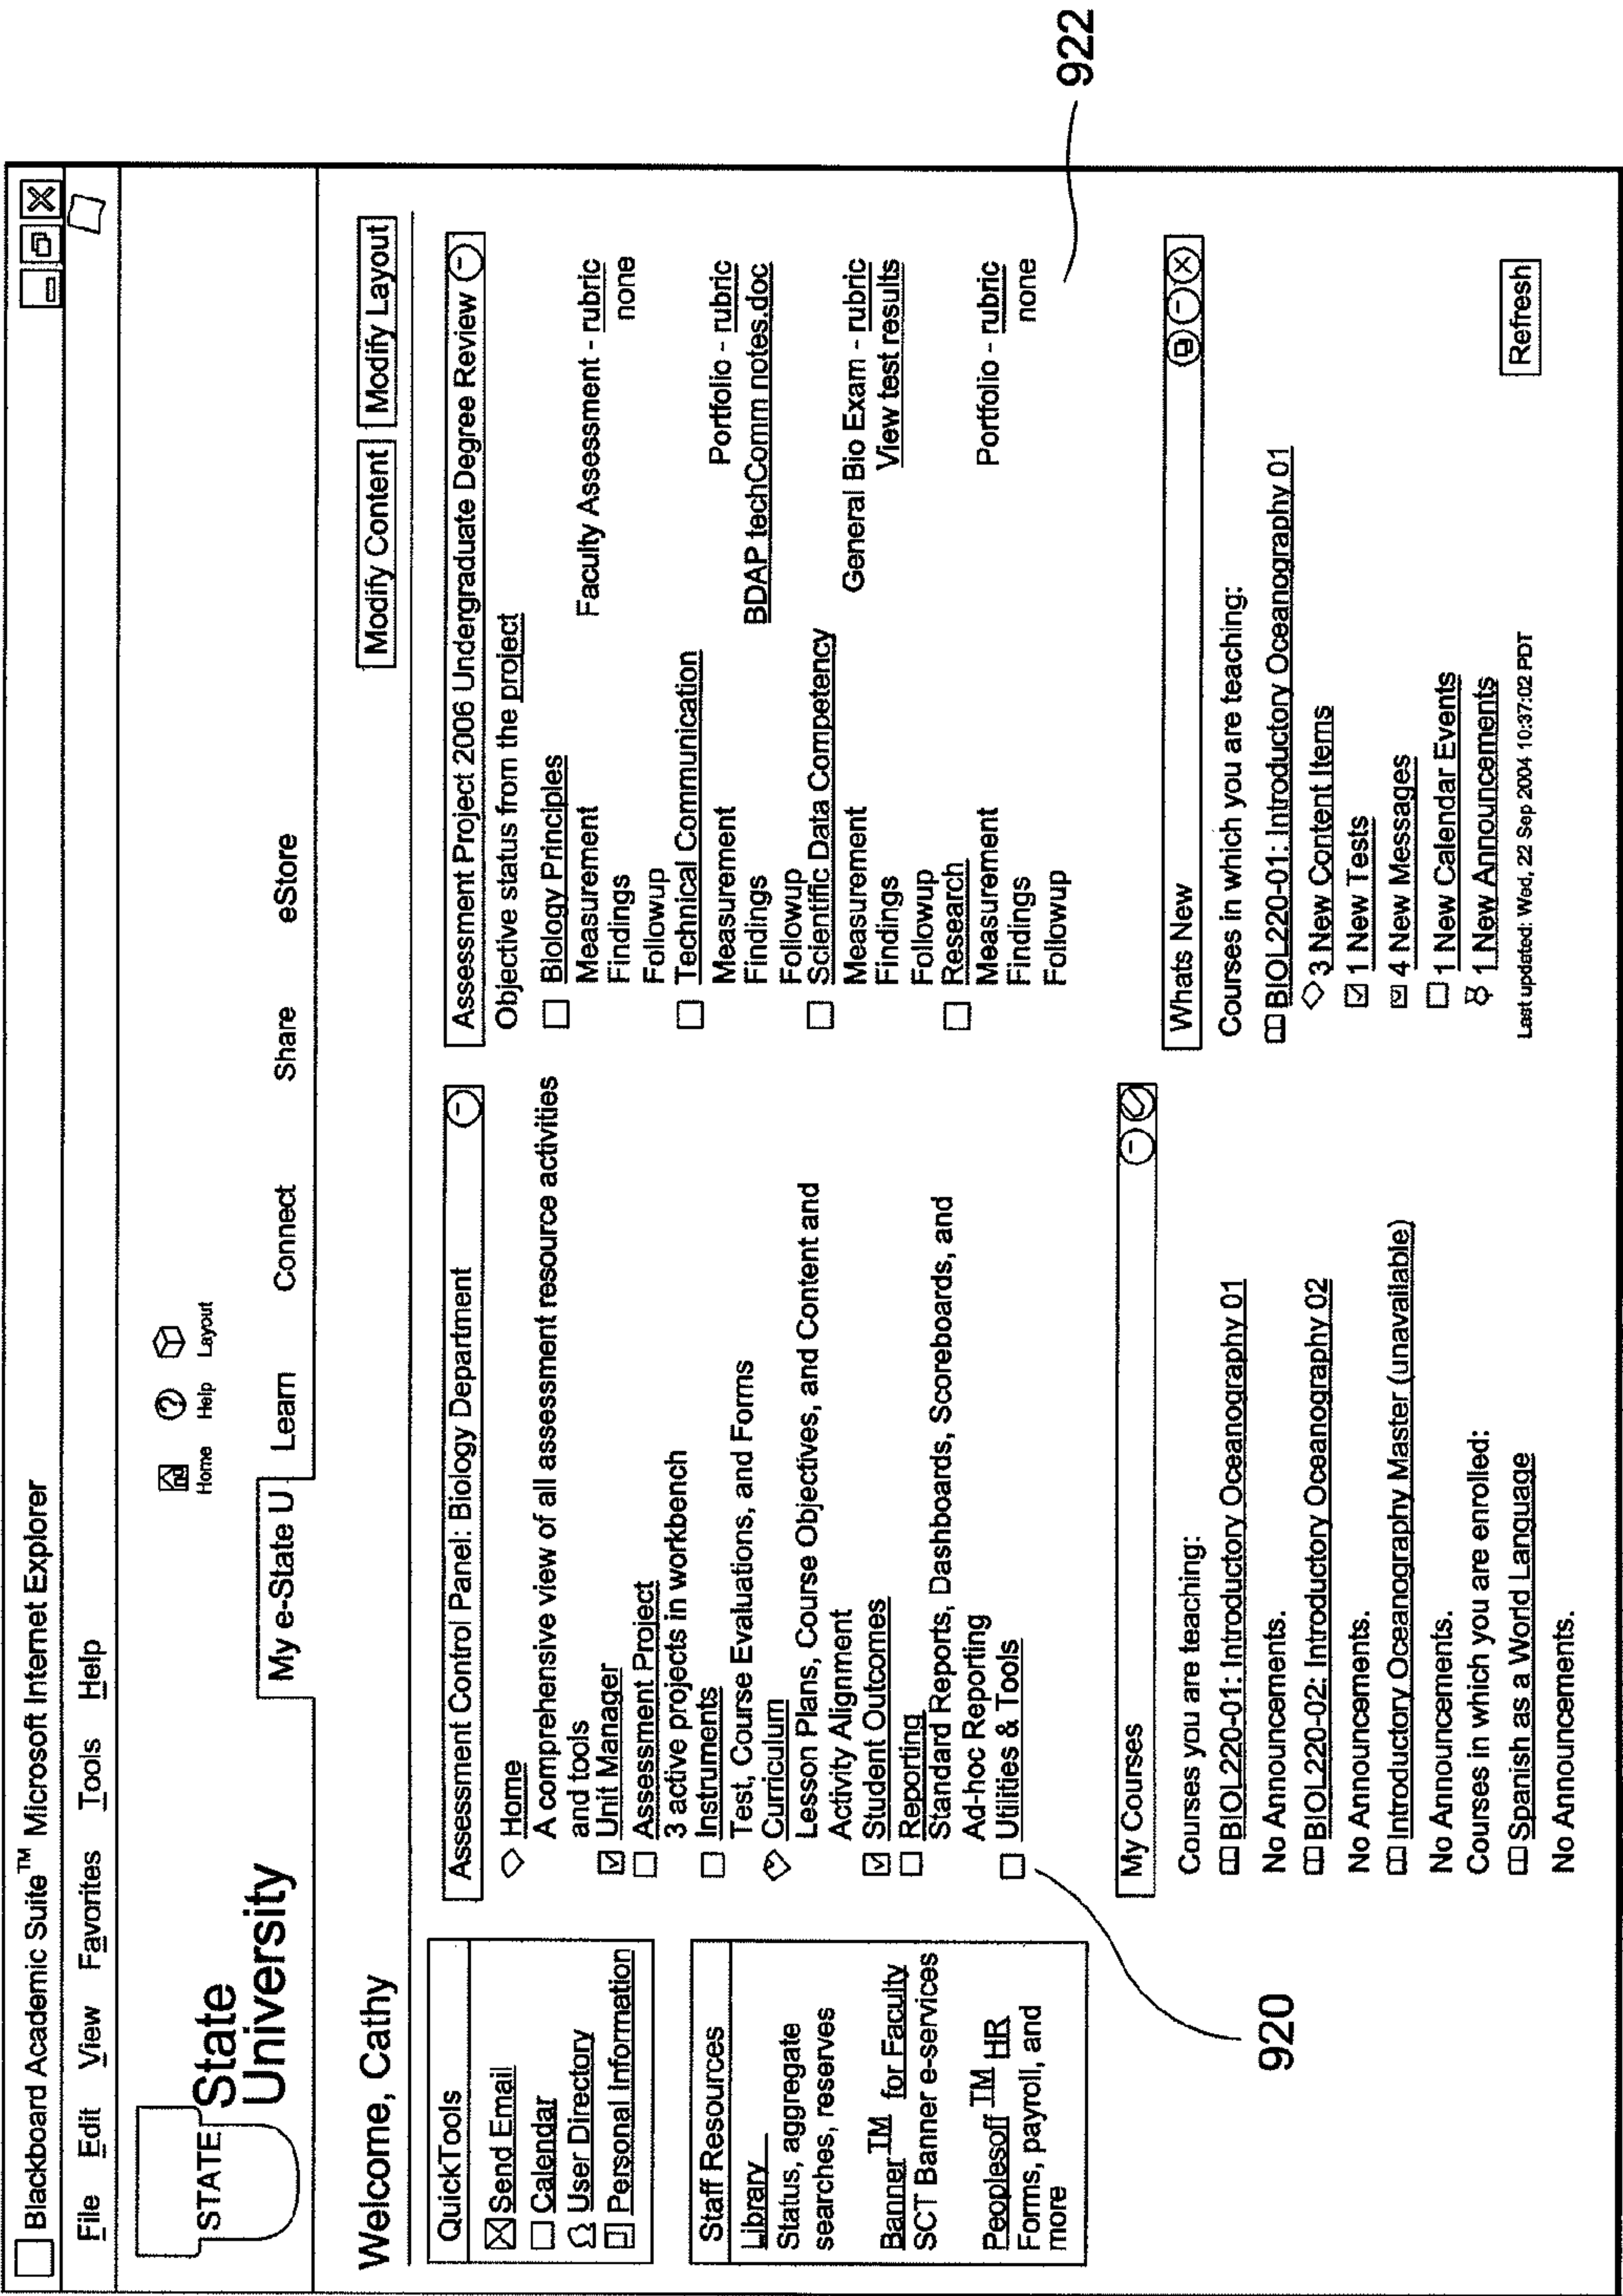 Blackboard Academic Suite™ Microsoft Internet Explorer
File Edit View Favorites Tools Help
STATE
State
University
Home Help Layout
My e-State U Learn Connect Share eStore
Welcome, Cathy
Modify Content Modify Layout
QuickTools
Send Email
Calendar
User Directory
Personal Information
Staff Resources
Library
Status, aggregate
searches, reserves
Banner™ for Faculty
SCT Banner e-services
Peoplesoft™ HR
Forms, payroll, and
more
Assessment Control Panel: Biology Department
Home
A comprehensive view of all assessment resource activities
and tools
Unit Manager
Assessment Project
3 active projects in workbench
Instruments
Test, Course Evaluations, and Forms
Curriculum
Lesson Plans, Course Objectives, and Content and
Activity Alignment
Student Outcomes
Reporting
Standard Reports, Dashboards, Scoreboards, and
Ad-hoc Reporting
Utilities & Tools
920
My Courses
Courses you are teaching:
BIOL220-01: Introductory Oceanography 01
No Announcements.
BIOL220-02: Introductory Oceanography 02
No Announcements.
Introductory Oceanography Master (unavailable)
No Announcements.
Courses in which you are enrolled:
Spanish as a World Language
No Announcements.
Assessment Project 2006 Undergraduate Degree Review
Objective status from the project
Biology Principles
Measurement Faculty Assessment - rubric
Findings none
Followup
Technical Communication
Measurement Portfolio - rubric
Findings BDAP techComm notes.doc
Followup
Scientific Data Competency
Measurement General Bio Exam - rubric
Findings View test results
Followup
Research
Measurement Portfolio - rubric
Findings none
Followup
922
Whats New
Courses in which you are teaching:
BIOL220-01: Introductory Oceanography 01
3 New Content Items
1 New Tests
4 New Messages
1 New Calendar Events
1 New Announcements
Last updated: Wed, 22 Sep 2004 10:37:02 PDT
Refresh